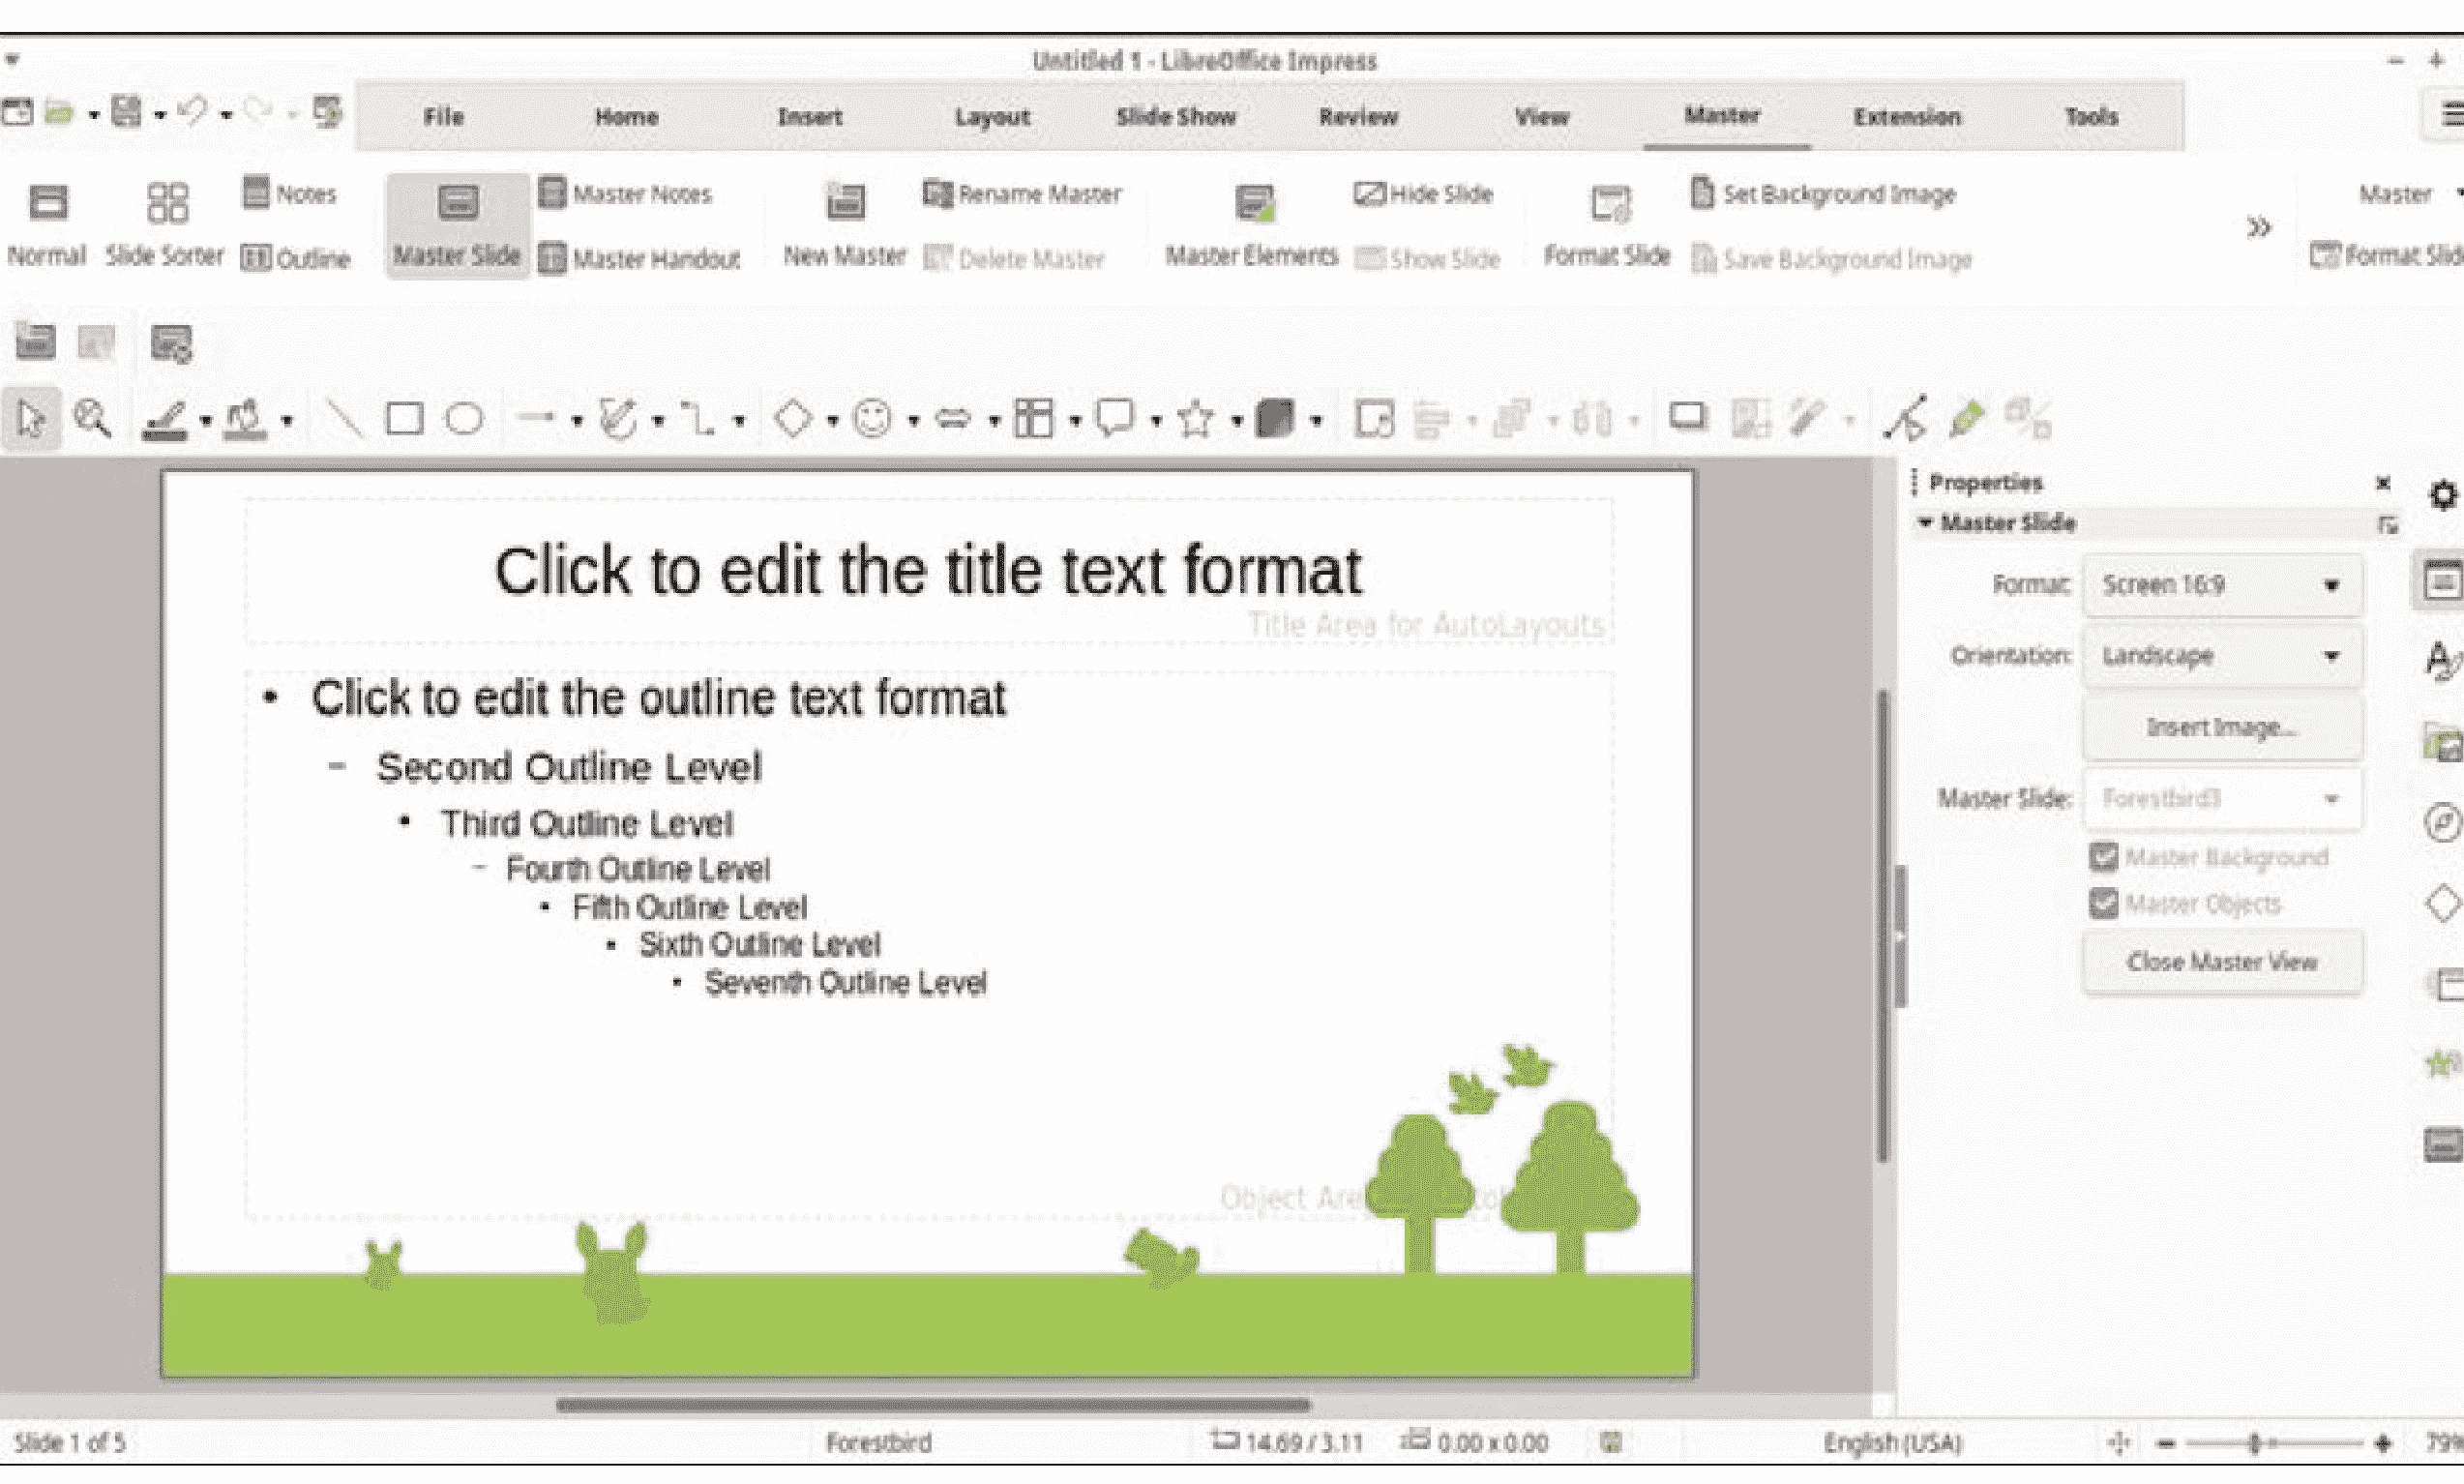 Untitled 1 - LibreOffice Impress
File Home Insert Layout Slide Show Review View Master Extension Tools
Notes Master Notes Rename Master Hide Slide Set Background Image Master
Normal Slide Sorter Outline Master Slide Master Handout New Master Delete Master Master Elements Show Slide Format Slide Save Background Image Format Slid
Properties
Master Slide
Click to edit the title text format
Title Area for AutoLayouts
Format: Screen 16:9
Orientation: Landscape
Insert Image...
Master Slide:
Master Background
Master Objects
Close Master View
• Click to edit the outline text format
– Second Outline Level
• Third Outline Level
– Fourth Outline Level
• Fifth Outline Level
• Sixth Outline Level
• Seventh Outline Level
Object Are
Slide 1 of 5 Forestbird 14.69 / 3.11 0.00 x 0.00 English (USA) 79%